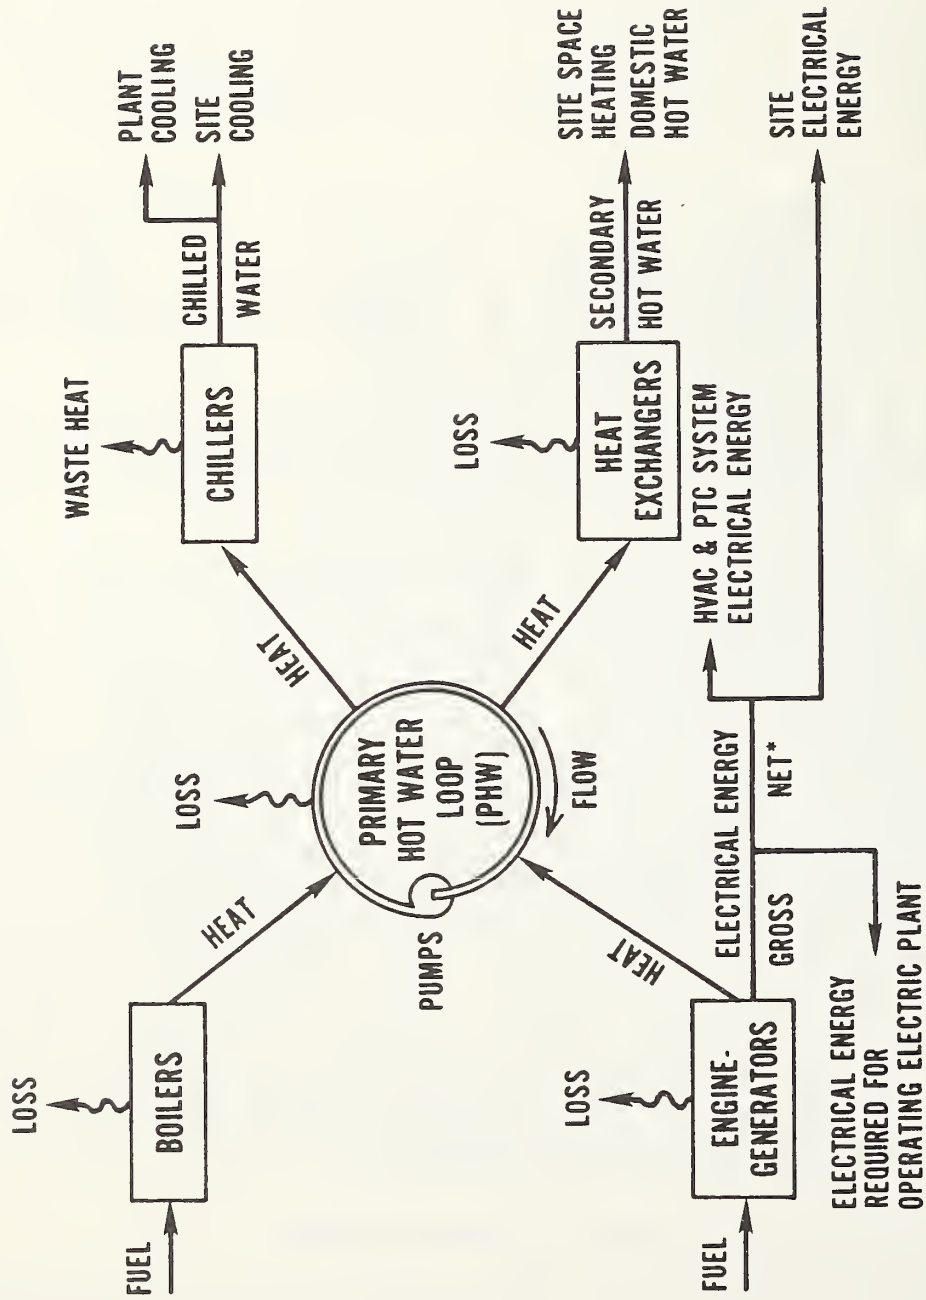 LOSS
FUEL
BOILERS
HEAT
LOSS
PRIMARY
HOT WATER
LOOP
(PHW)
PUMPS
FLOW
HEAT
WASTE HEAT
CHILLERS
CHILLED
WATER
PLANT
COOLING
SITE
COOLING
LOSS
FUEL
ENGINE-
GENERATORS
HEAT
HEAT
LOSS
HEAT
EXCHANGERS
SECONDARY
HOT WATER
SITE SPACE
HEATING
DOMESTIC
HOT WATER
ELECTRICAL ENERGY
GROSS
NET*
HVAC & PTC SYSTEM
ELECTRICAL ENERGY
SITE
ELECTRICAL
ENERGY
ELECTRICAL ENERGY
REQUIRED FOR
OPERATING ELECTRIC PLANT